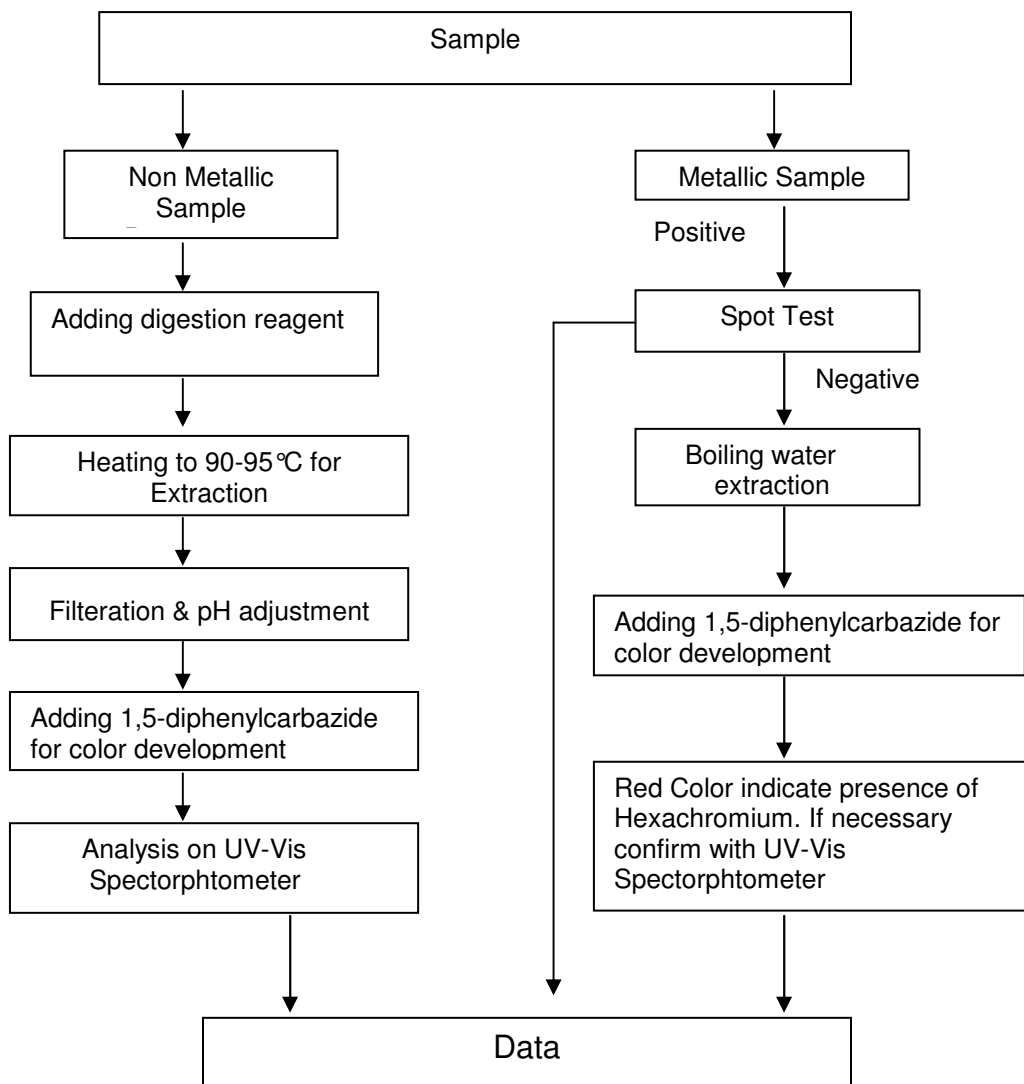 Sample
Non Metallic
Sample
Adding digestion reagent
Heating to 90-95°C for
Extraction
Filteration & pH adjustment
Adding 1,5-diphenylcarbazide
for color development
Analysis on UV-Vis
Spectorphtometer
Metallic Sample
Positive
Spot Test
Negative
Boiling water
extraction
Adding 1,5-diphenylcarbazide for
color development
Red Color indicate presence of
Hexachromium. If necessary
confirm with UV-Vis
Spectorphtometer
Data